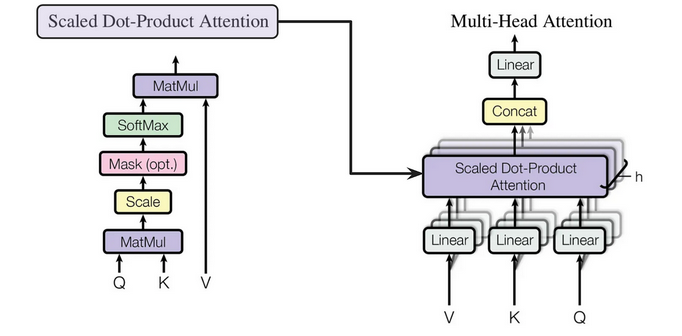 Scaled Dot-Product Attention
MatMul
SoftMax
Mask (opt.)
Scale
MatMul
Q K V
Multi-Head Attention
Linear
Concat
Scaled Dot-Product
Attention
h
Linear Linear Linear
V K Q